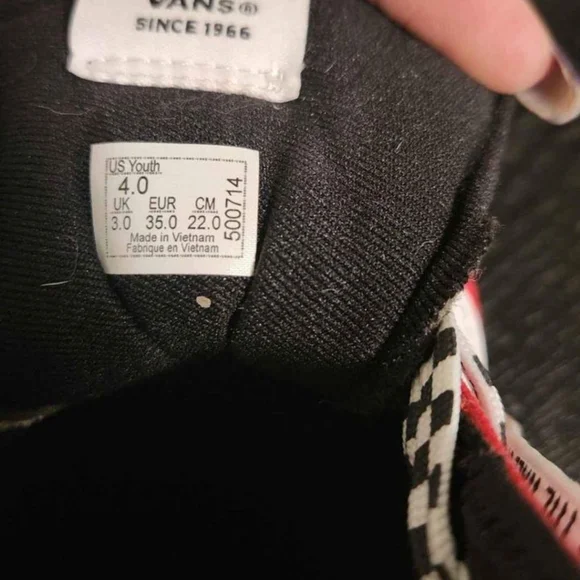 VANS®
SINCE 1966
US Youth
4.0
UK EUR CM
3.0 35.0 22.0
Made in Vietnam
Fabrique en Vietnam
500714